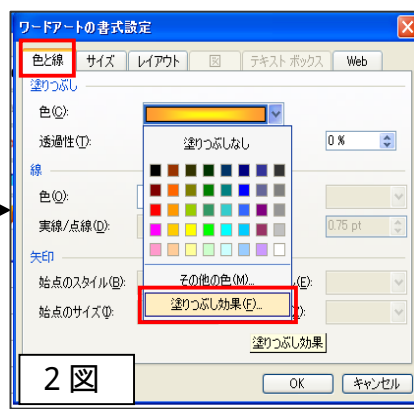 ワードアートの書式設定
色と線 サイズ レイアウト 図 テキスト ボックス Web
塗りつぶし
色(C):
透過性(T): 0 %
塗りつぶしなし
線
色(O):
実線/点線(D): 0.75 pt
矢印
その他の色(M)...
始点のスタイル(B): (E):
塗りつぶし効果(F)...
始点のサイズ(I):
塗りつぶし効果
2図
OK キャンセル